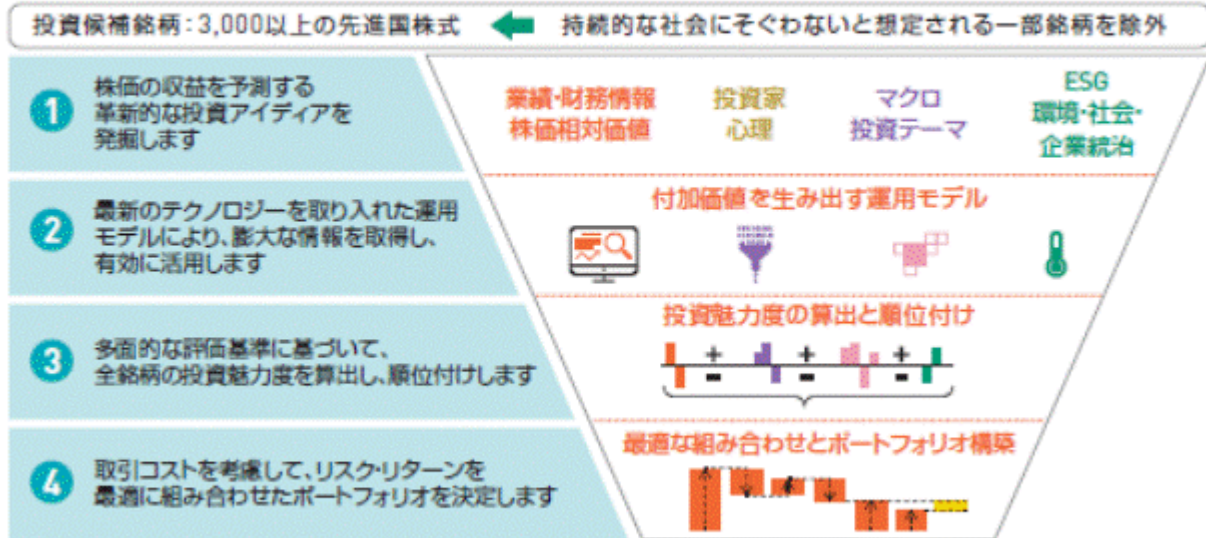 投資候補銘柄：3,000以上の先進国株式
持続的な社会にそぐわないと想定される一部銘柄を除外
1
株価の収益を予測する
革新的な投資アイディアを
発掘します
業績・財務情報
株価相対価値
投資家
心理
マクロ
投資テーマ
ESG
環境・社会・
企業統治
2
最新のテクノロジーを取り入れた運用
モデルにより、膨大な情報を取得し、
有効に活用します
付加価値を生み出す運用モデル
3
多面的な評価基準に基づいて、
全銘柄の投資魅力度を算出し、順位付けします
投資魅力度の算出と順位付け
+ + +
− − −
4
取引コストを考慮して、リスク・リターンを
最適に組み合わせたポートフォリオを決定します
最適な組み合わせとポートフォリオ構築